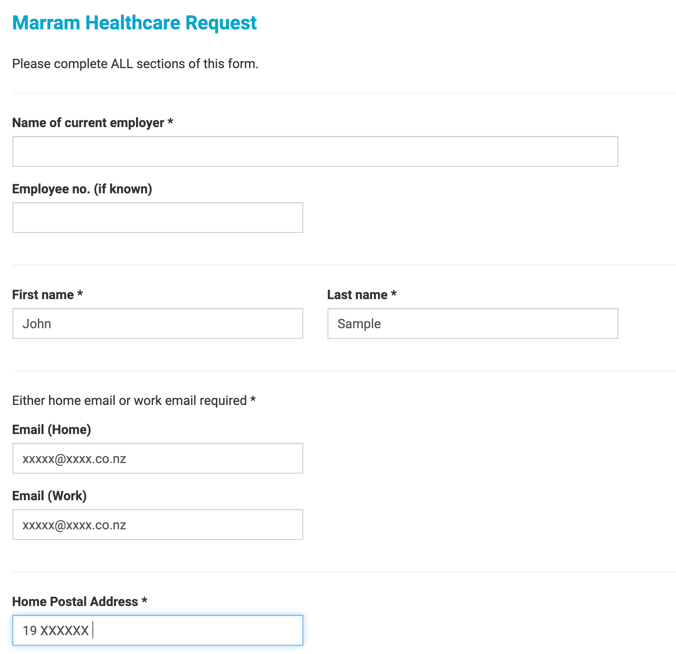 Marram Healthcare Request
Please complete ALL sections of this form.
Name of current employer *
Employee no. (if known)
First name * Last name *
John Sample
Either home email or work email required *
Email (Home)
xxxxx@xxxx.co.nz
Email (Work)
xxxxx@xxxx.co.nz
Home Postal Address *
19 XXXXXX